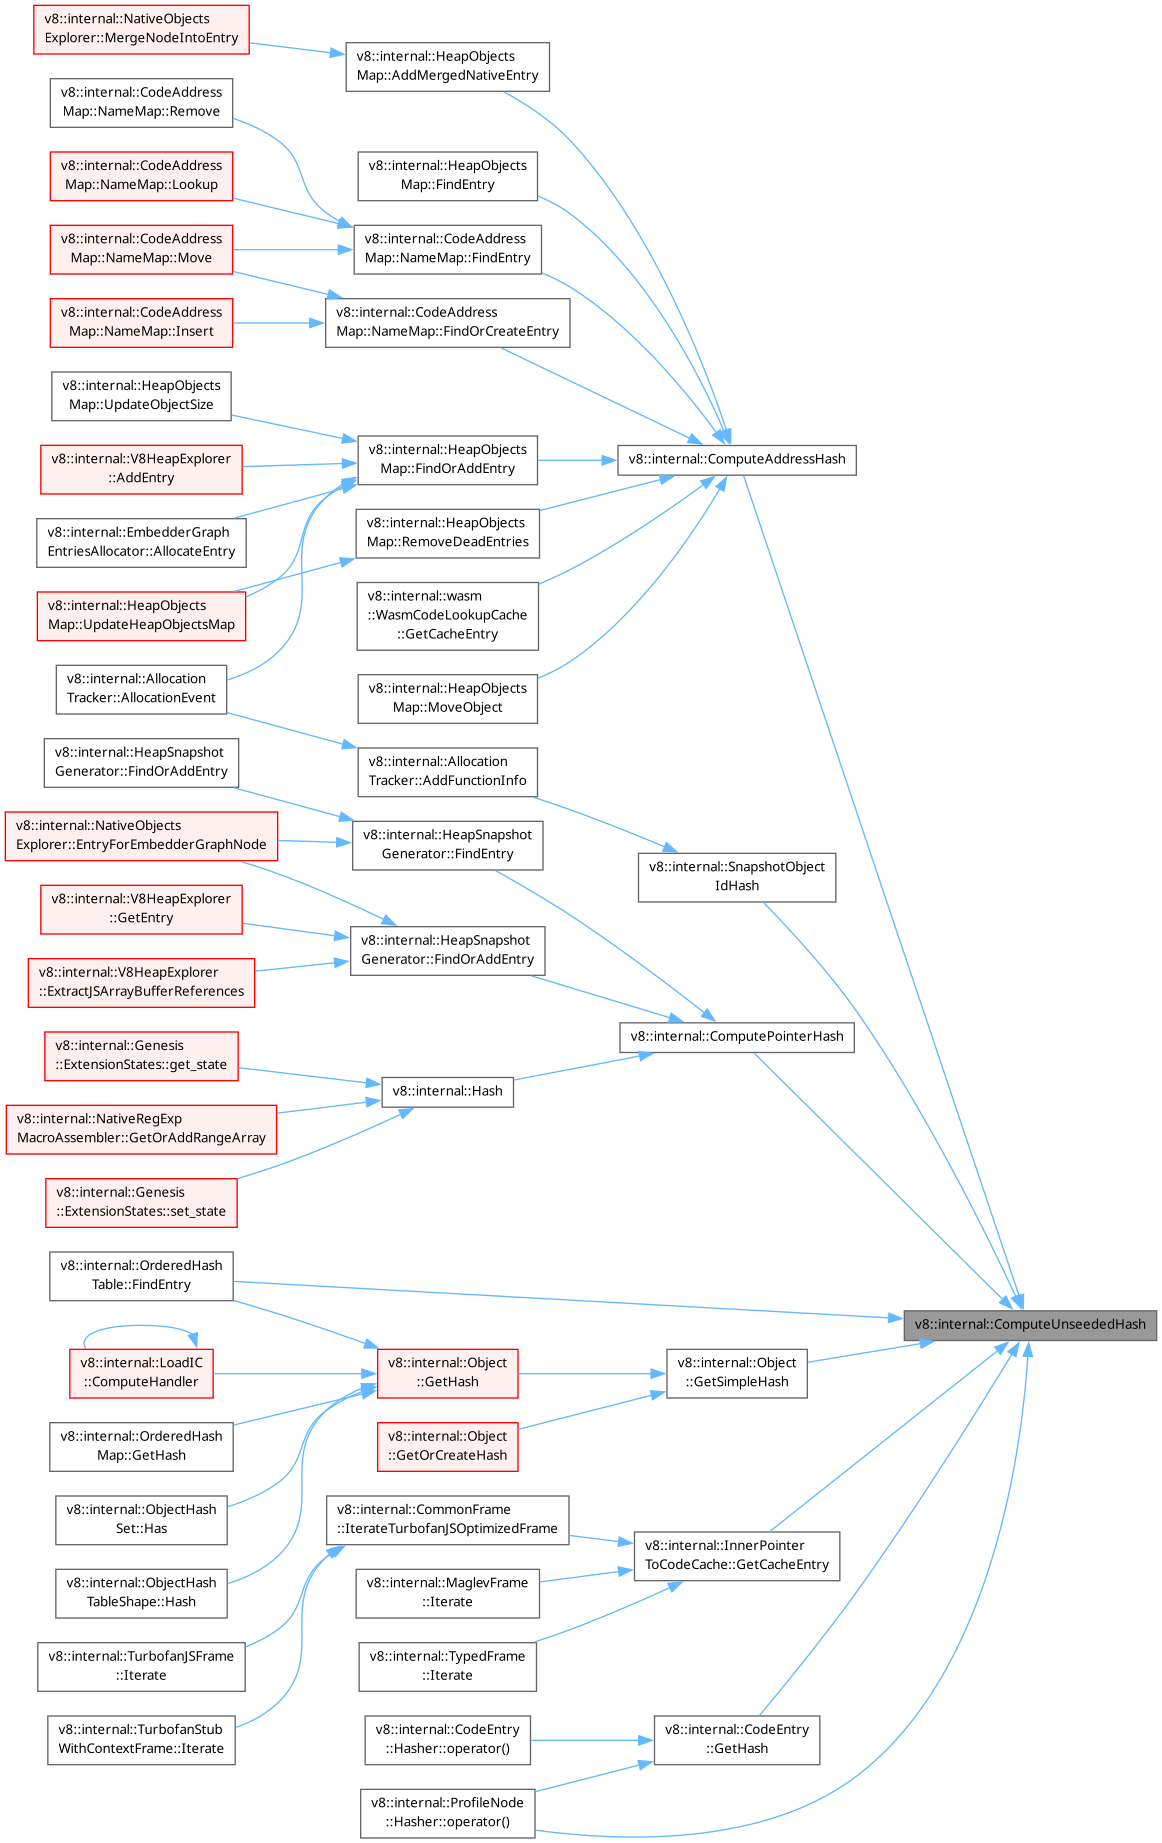 v8::internal::NativeObjects
Explorer::MergeNodeIntoEntry
v8::internal::HeapObjects
Map::AddMergedNativeEntry
v8::internal::CodeAddress
Map::NameMap::Remove
v8::internal::CodeAddress
Map::NameMap::Lookup
v8::internal::HeapObjects
Map::FindEntry
v8::internal::CodeAddress
Map::NameMap::Move
v8::internal::CodeAddress
Map::NameMap::FindEntry
v8::internal::CodeAddress
Map::NameMap::Insert
v8::internal::CodeAddress
Map::NameMap::FindOrCreateEntry
v8::internal::HeapObjects
Map::UpdateObjectSize
v8::internal::V8HeapExplorer
::AddEntry
v8::internal::HeapObjects
Map::FindOrAddEntry
v8::internal::ComputeAddressHash
v8::internal::EmbedderGraph
EntriesAllocator::AllocateEntry
v8::internal::HeapObjects
Map::RemoveDeadEntries
v8::internal::HeapObjects
Map::UpdateHeapObjectsMap
v8::internal::wasm
::WasmCodeLookupCache
::GetCacheEntry
v8::internal::Allocation
Tracker::AllocationEvent
v8::internal::HeapObjects
Map::MoveObject
v8::internal::HeapSnapshot
Generator::FindOrAddEntry
v8::internal::Allocation
Tracker::AddFunctionInfo
v8::internal::NativeObjects
Explorer::EntryForEmbedderGraphNode
v8::internal::HeapSnapshot
Generator::FindEntry
v8::internal::SnapshotObject
IdHash
v8::internal::V8HeapExplorer
::GetEntry
v8::internal::HeapSnapshot
Generator::FindOrAddEntry
v8::internal::V8HeapExplorer
::ExtractJSArrayBufferReferences
v8::internal::ComputePointerHash
v8::internal::Genesis
::ExtensionStates::get_state
v8::internal::Hash
v8::internal::NativeRegExp
MacroAssembler::GetOrAddRangeArray
v8::internal::Genesis
::ExtensionStates::set_state
v8::internal::OrderedHash
Table::FindEntry
v8::internal::ComputeUnseededHash
v8::internal::LoadIC
::ComputeHandler
v8::internal::Object
::GetHash
v8::internal::Object
::GetSimpleHash
v8::internal::OrderedHash
Map::GetHash
v8::internal::Object
::GetOrCreateHash
v8::internal::ObjectHash
Set::Has
v8::internal::CommonFrame
::IterateTurbofanJSOptimizedFrame
v8::internal::InnerPointer
ToCodeCache::GetCacheEntry
v8::internal::ObjectHash
TableShape::Hash
v8::internal::MaglevFrame
::Iterate
v8::internal::TurbofanJSFrame
::Iterate
v8::internal::TypedFrame
::Iterate
v8::internal::TurbofanStub
WithContextFrame::Iterate
v8::internal::CodeEntry
::Hasher::operator()
v8::internal::CodeEntry
::GetHash
v8::internal::ProfileNode
::Hasher::operator()